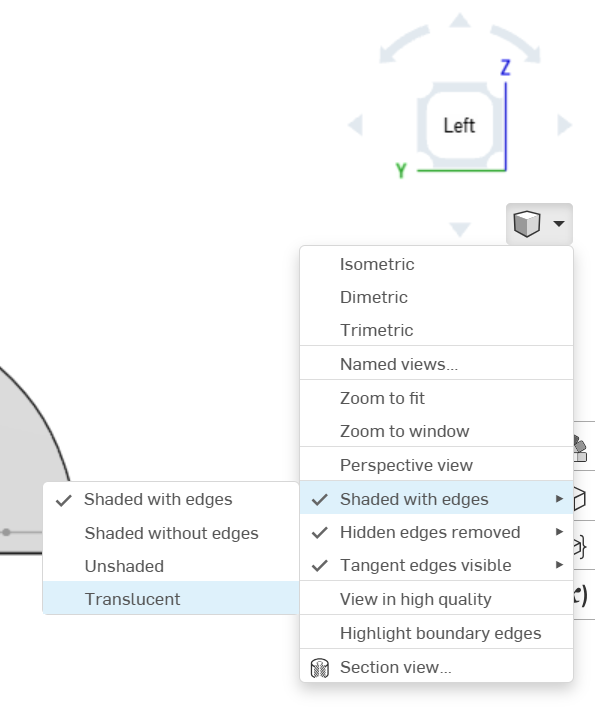 Z
Left
Y
Isometric
Dimetric
Trimetric
Named views...
Zoom to fit
Zoom to window
Perspective view
Shaded with edges
Hidden edges removed
Tangent edges visible
View in high quality
Highlight boundary edges
Section view...
Shaded with edges
Shaded without edges
Unshaded
Translucent